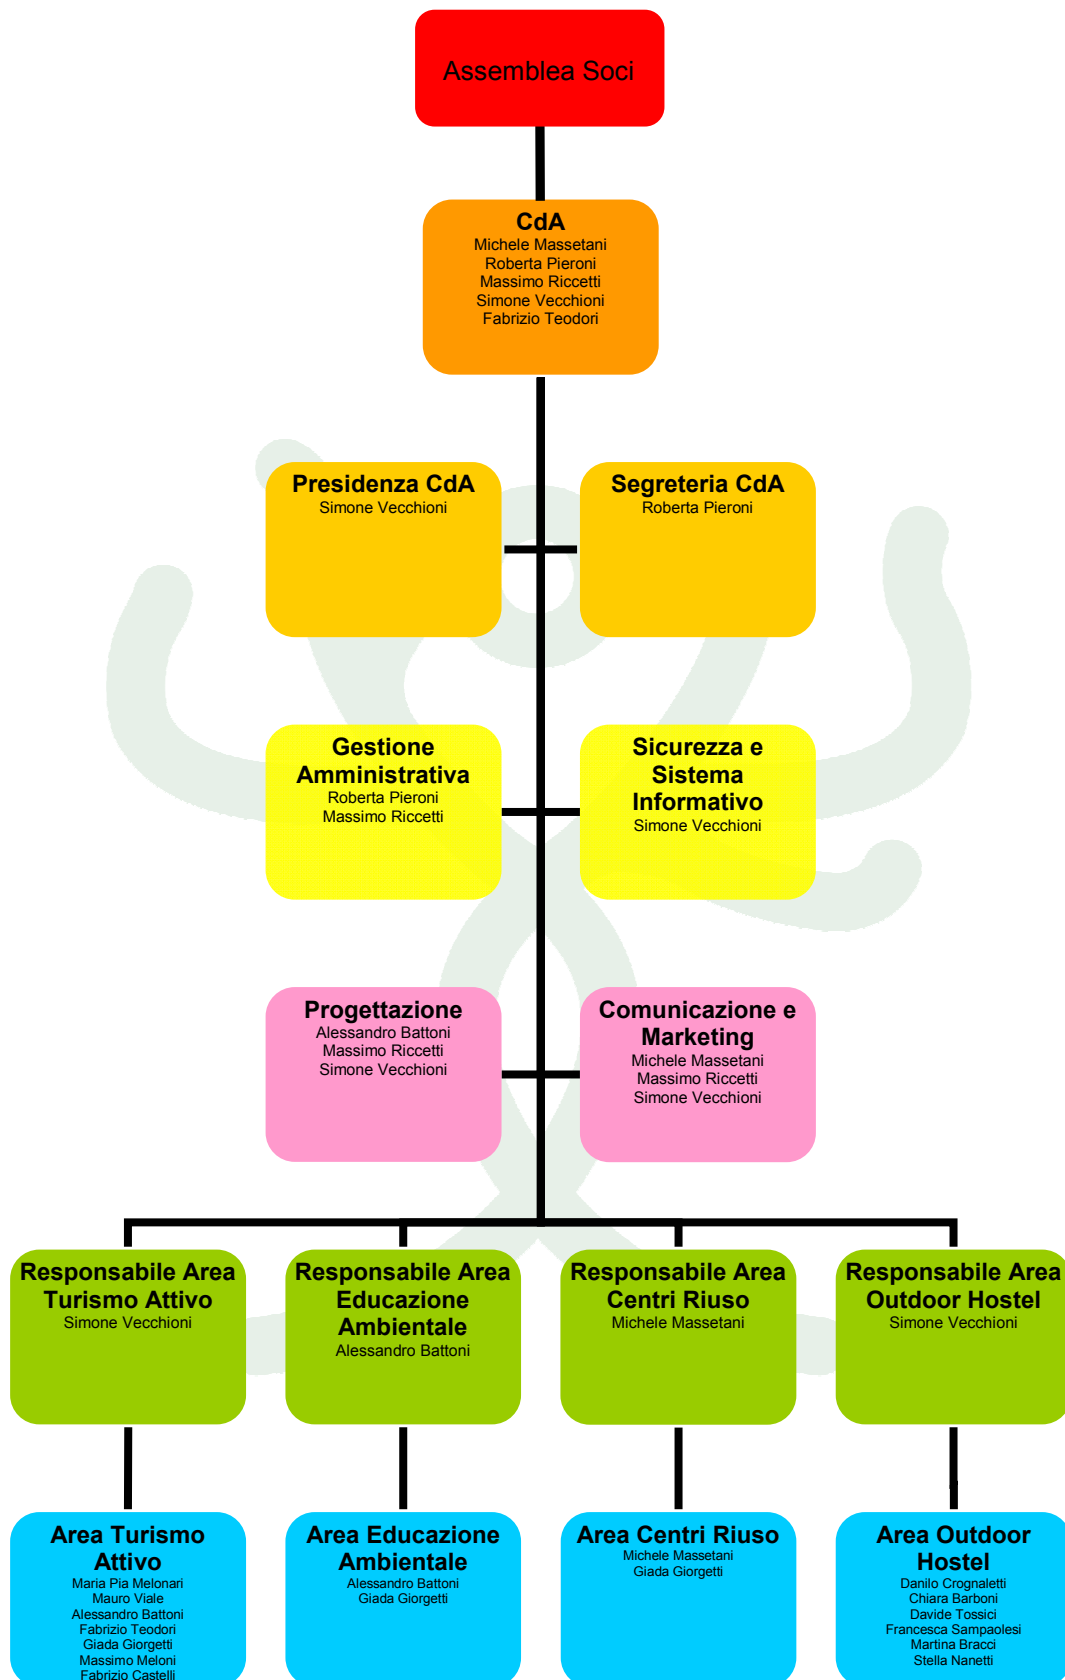 Assemblea Soci
CdA
Michele Massetani
Roberta Pieroni
Massimo Riccetti
Simone Vecchioni
Fabrizio Teodori
Presidenza CdA
Simone Vecchioni
Segreteria CdA
Roberta Pieroni
Gestione
Amministrativa
Roberta Pieroni
Massimo Riccetti
Sicurezza e
Sistema
Informativo
Simone Vecchioni
Progettazione
Alessandro Battoni
Massimo Riccetti
Simone Vecchioni
Comunicazione e
Marketing
Michele Massetani
Massimo Riccetti
Simone Vecchioni
Responsabile Area
Turismo Attivo
Simone Vecchioni
Responsabile Area
Educazione
Ambientale
Alessandro Battoni
Responsabile Area
Centri Riuso
Michele Massetani
Responsabile Area
Outdoor Hostel
Simone Vecchioni
Area Turismo
Attivo
Maria Pia Melonari
Mauro Viale
Alessandro Battoni
Fabrizio Teodori
Giada Giorgetti
Massimo Meloni
Fabrizio Castelli
Area Educazione
Ambientale
Alessandro Battoni
Giada Giorgetti
Area Centri Riuso
Michele Massetani
Giada Giorgetti
Area Outdoor
Hostel
Danilo Crognaletti
Chiara Barboni
Davide Tossici
Francesca Sampaolesi
Martina Bracci
Stella Nanetti